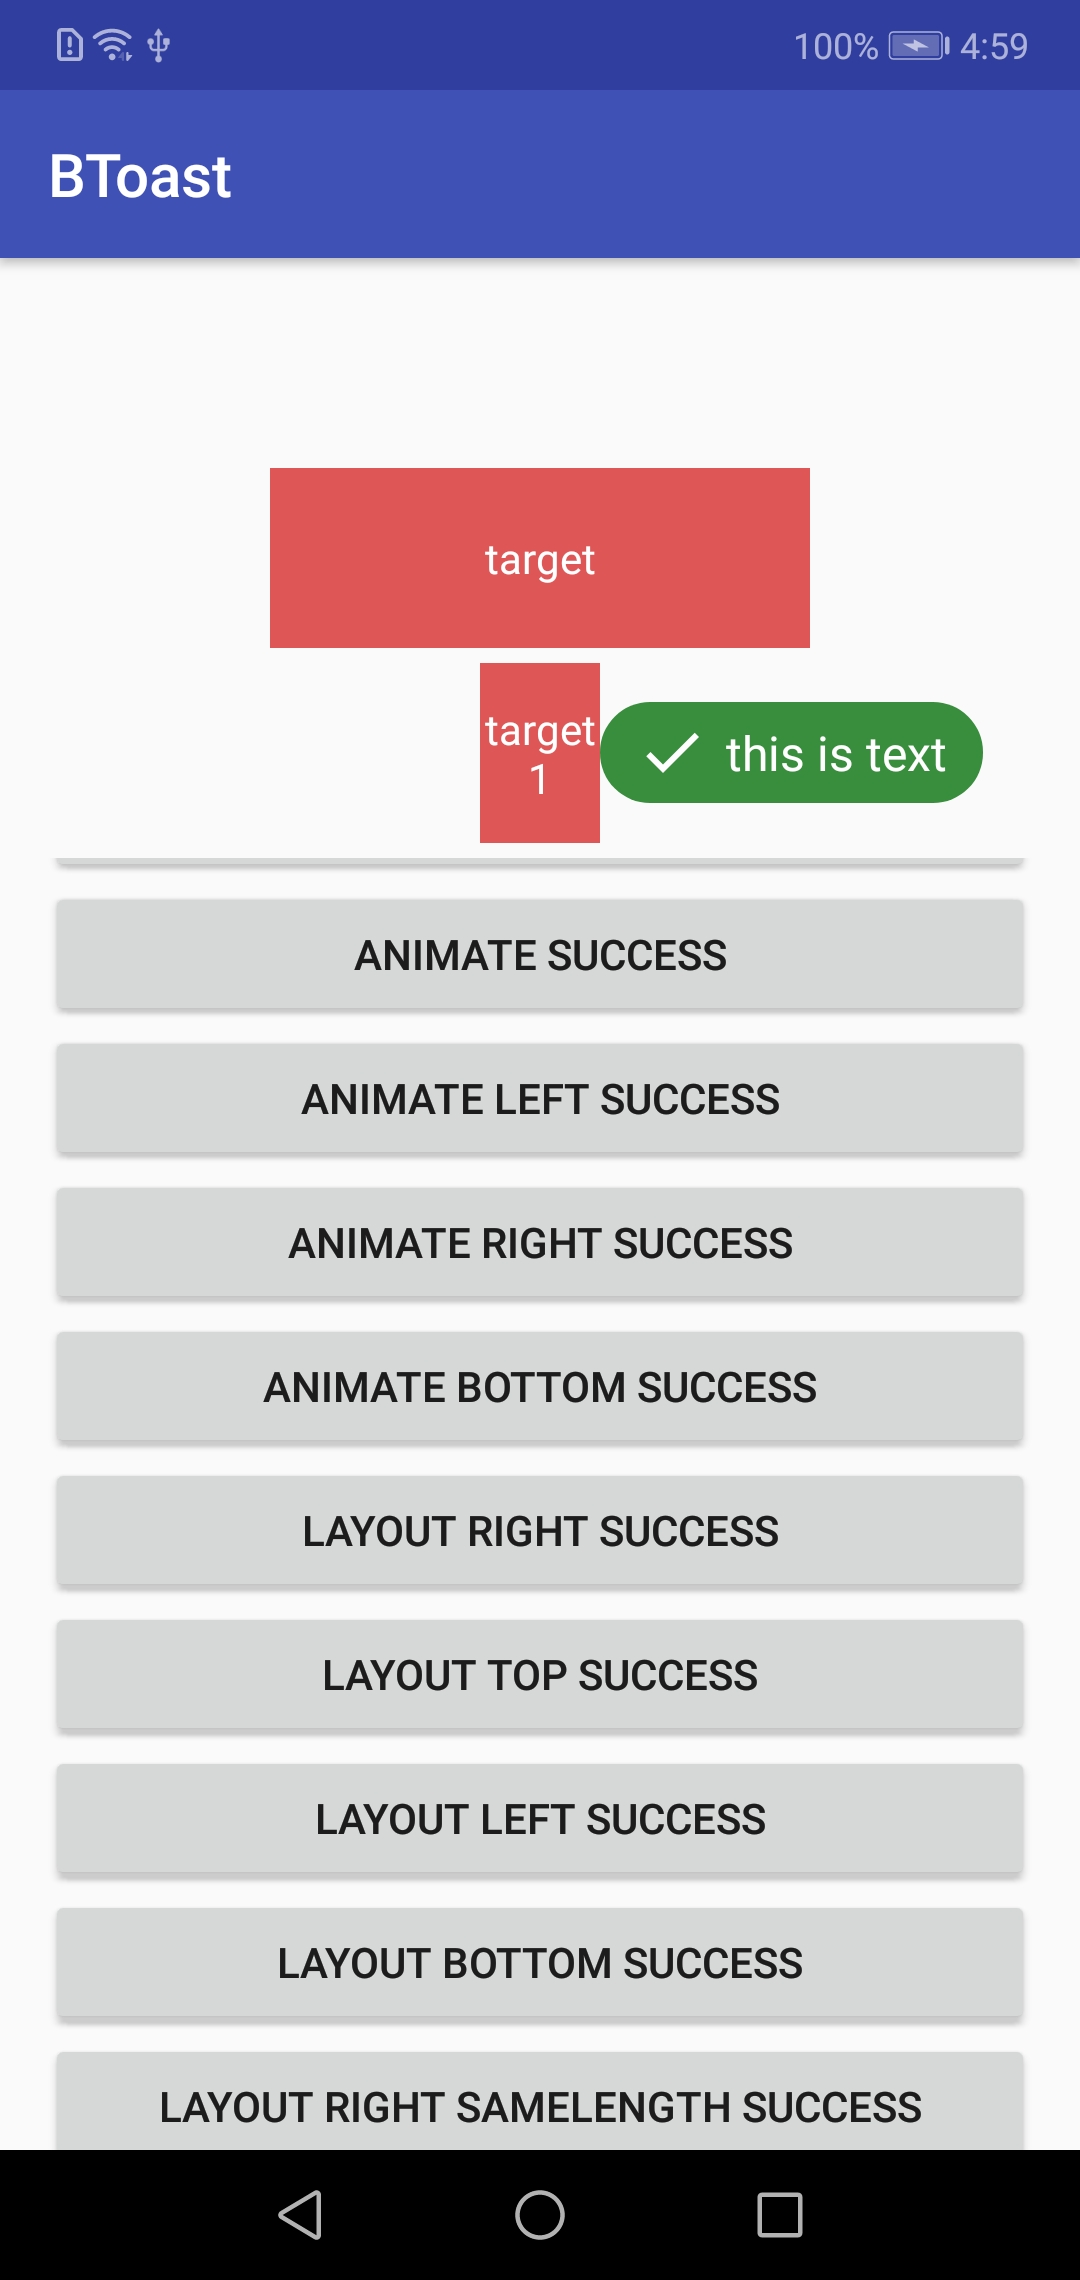 100% 4:59
BToast
target
target
1
this is text
ANIMATE SUCCESS
ANIMATE LEFT SUCCESS
ANIMATE RIGHT SUCCESS
ANIMATE BOTTOM SUCCESS
LAYOUT RIGHT SUCCESS
LAYOUT TOP SUCCESS
LAYOUT LEFT SUCCESS
LAYOUT BOTTOM SUCCESS
LAYOUT RIGHT SAMELENGTH SUCCESS